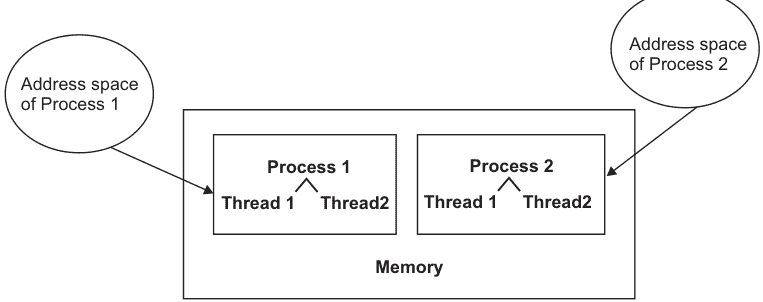 Address space
of Process 1
Address space
of Process 2
Process 1
Thread 1 Thread2
Process 2
Thread 1 Thread2
Memory